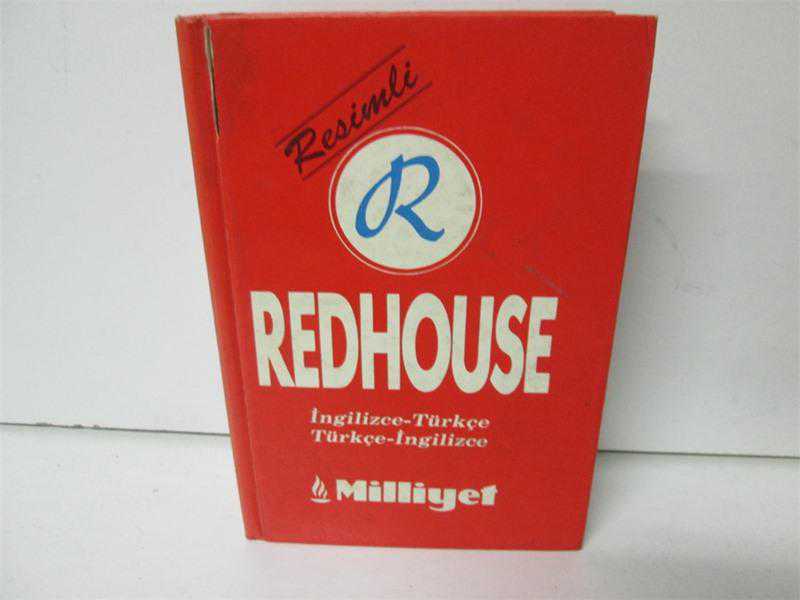 Resimli
R
REDHOUSE
İngilizce-Türkçe
Türkçe-İngilizce
Milliyet